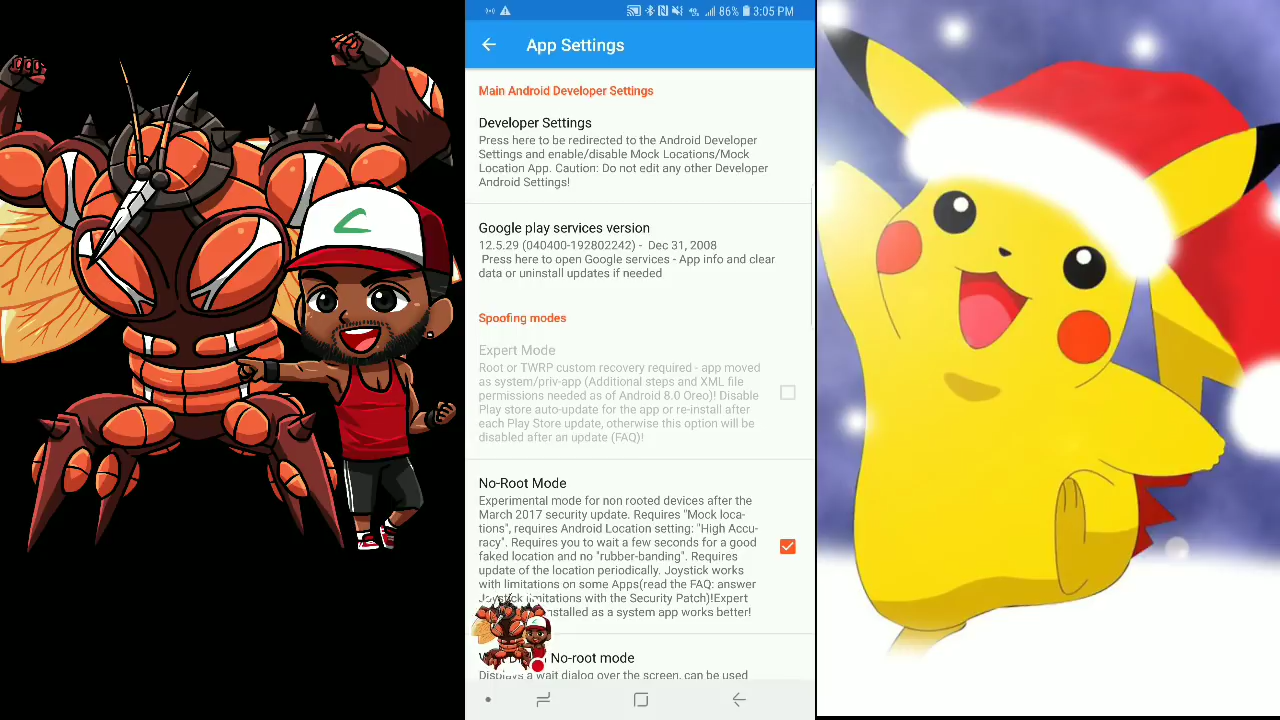 86% 3:05 PM
App Settings
Main Android Developer Settings
Developer Settings
Press here to be redirected to the Android Developer
Settings and enable/disable Mock Locations/Mock
Location App. Caution: Do not edit any other Developer
Android Settings!
Google play services version
12.5.29 (040400-192802242) - Dec 31, 2008
Press here to open Google services - App info and clear
data or uninstall updates if needed
Spoofing modes
Expert Mode
Root or TWRP custom recovery required - app moved
as system/priv-app (Additional steps and XML file
permissions needed as of Android 8.0 Oreo)! Disable
Play store auto-update for the app or re-install after
each Play Store update, otherwise this option will be
disabled after an update (FAQ)!
No-Root Mode
Experimental mode for non rooted devices after the
March 2017 security update. Requires "Mock loca-
tions", requires Android Location setting: "High Accu-
racy". Requires you to wait a few seconds for a good
faked location and no "rubber-banding". Requires
update of the location periodically. Joystick works
with limitations on some Apps(read the FAQ: answer
Joystick limitations with the Security Patch)!Expert
installed as a system app works better!
No-root mode
Displays a wait dialog over the screen, can be used